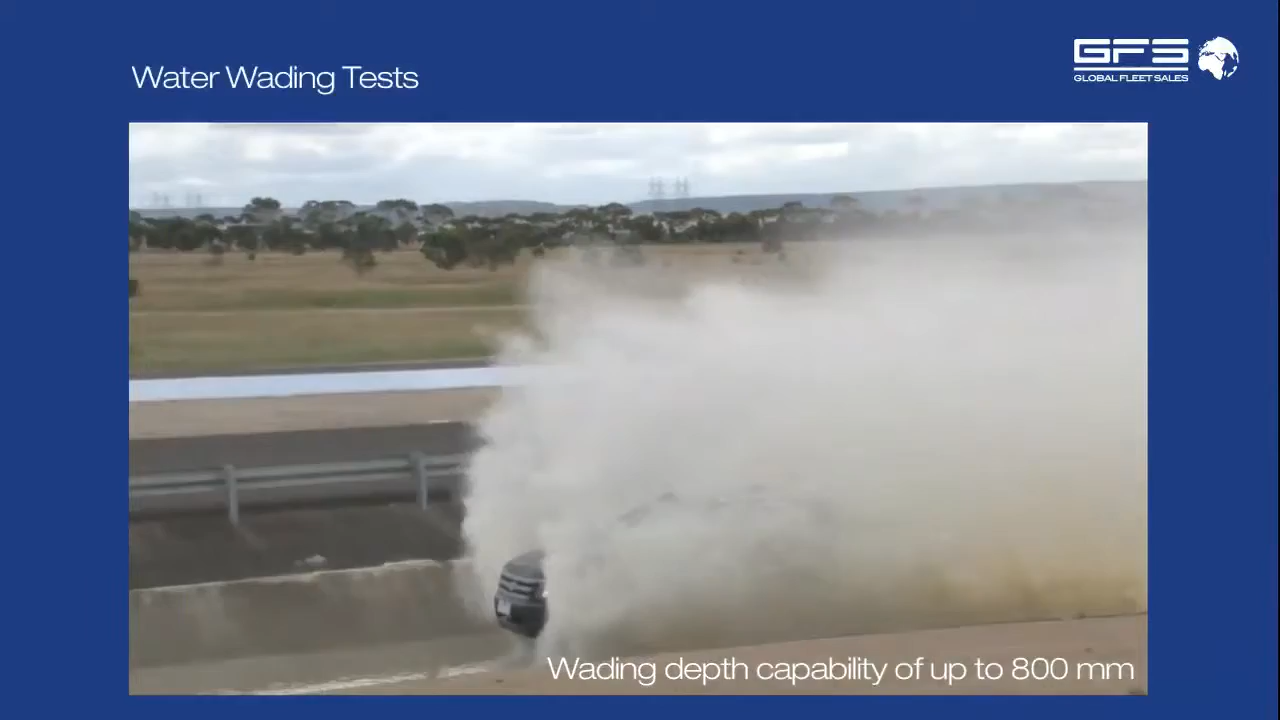 Water Wading Tests
GFS
GLOBAL FLEET SALES
Wading depth capability of up to 800 mm